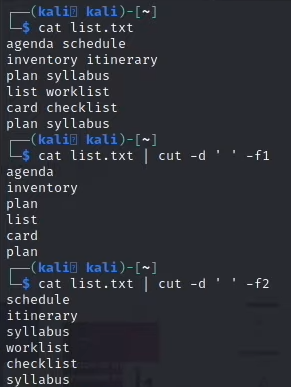 ┌──(kali㉿kali)-[~]
└─$ cat list.txt
agenda schedule
inventory itinerary
plan syllabus
list worklist
card checklist
plan syllabus
┌──(kali㉿kali)-[~]
└─$ cat list.txt | cut -d ' ' -f1
agenda
inventory
plan
list
card
plan
┌──(kali㉿kali)-[~]
└─$ cat list.txt | cut -d ' ' -f2
schedule
itinerary
syllabus
worklist
checklist
syllabus